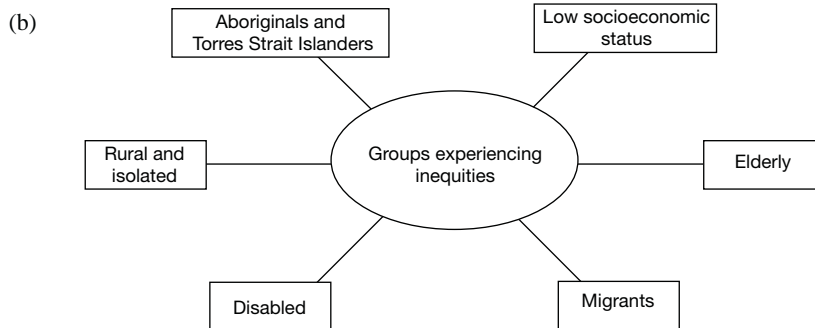 (b)
Aboriginals and
Torres Strait Islanders
Low socioeconomic
status
Rural and
isolated
Groups experiencing
inequities
Elderly
Disabled
Migrants